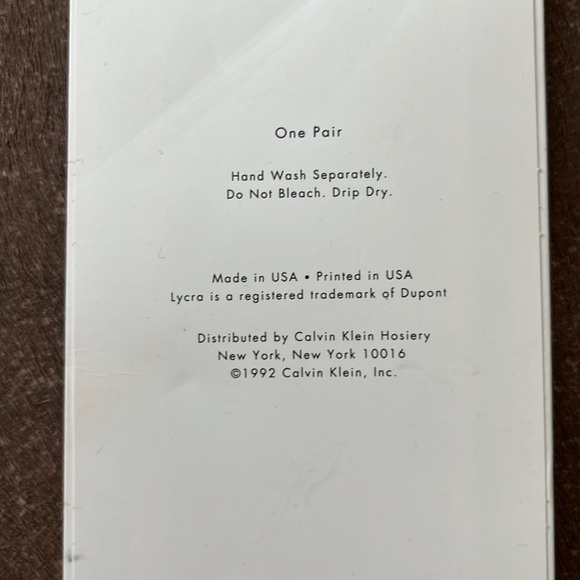 One Pair
Hand Wash Separately.
Do Not Bleach. Drip Dry.
Made in USA • Printed in USA
Lycra is a registered trademark of Dupont
Distributed by Calvin Klein Hosiery
New York, New York 10016
©1992 Calvin Klein, Inc.